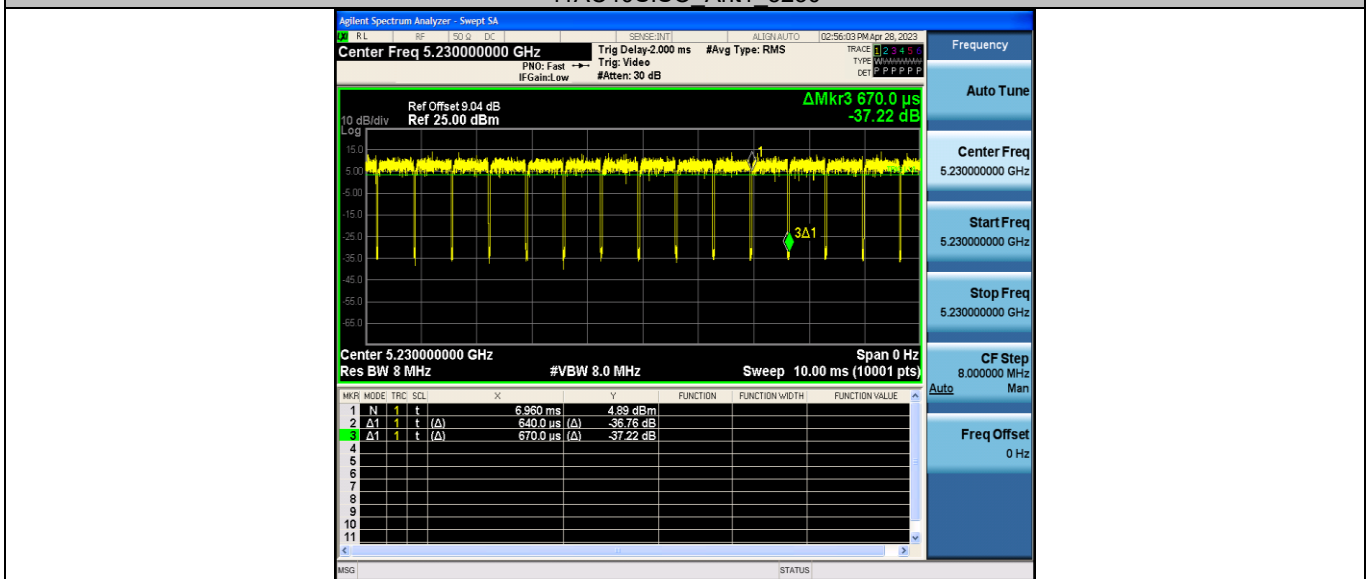 Agilent Spectrum Analyzer - Swept SA
RL RF 50 Ω DC SENSE:INT ALIGN AUTO 02:56:03 PM Apr 28, 2023
Center Freq 5.230000000 GHz
PNO: Fast
IFGain:Low
Trig Delay-2.000 ms
Trig: Video
#Atten: 30 dB
#Avg Type: RMS
TRACE 1 2 3 4 5 6
TYPE
DET P P P P P P
ΔMkr3 670.0 µs
-37.22 dB
Ref Offset 9.04 dB
10 dB/div Ref 25.00 dBm
Log
15.0
5.00
-5.00
-15.0
-25.0
-35.0
-45.0
-55.0
-65.0
1
3Δ1
Center 5.230000000 GHz Span 0 Hz
Res BW 8 MHz #VBW 8.0 MHz Sweep 10.00 ms (10001 pts)
MKR MODE TRC SCL X Y FUNCTION FUNCTION WIDTH FUNCTION VALUE
1 N 1 t 6.960 ms 4.89 dBm
2 Δ1 1 t (Δ) 640.0 µs (Δ) -36.76 dB
3 Δ1 1 t (Δ) 670.0 µs (Δ) -37.22 dB
4
5
6
7
8
9
10
11
MSG STATUS
Frequency
Auto Tune
Center Freq
5.230000000 GHz
Start Freq
5.230000000 GHz
Stop Freq
5.230000000 GHz
CF Step
8.000000 MHz
Auto Man
Freq Offset
0 Hz